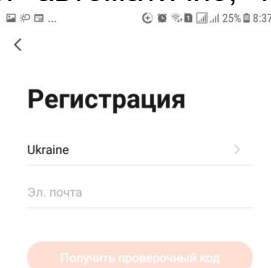 ... 25% 8:37
Регистрация
Ukraine
Эл. почта
Получить проверочный код